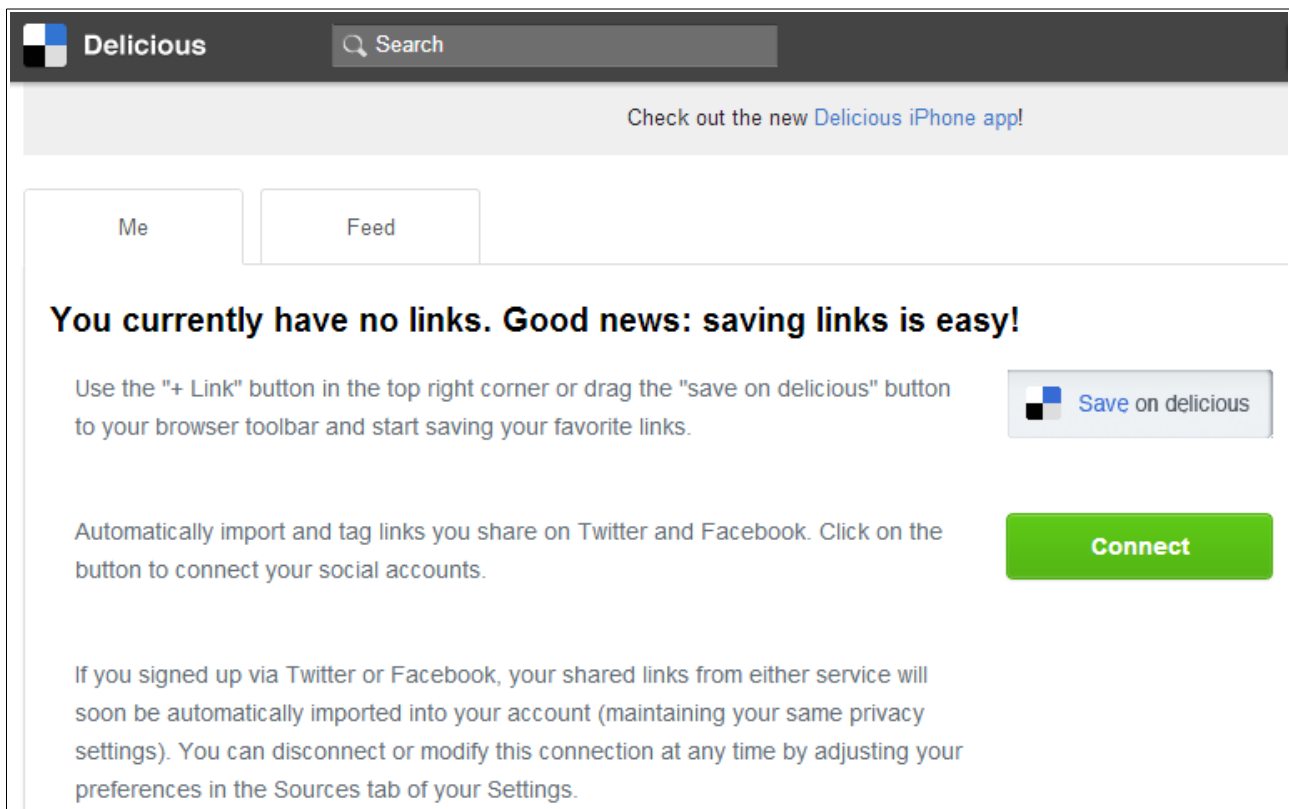 Delicious
Search
Check out the new Delicious iPhone app!
Me
Feed
You currently have no links. Good news: saving links is easy!
Use the "+ Link" button in the top right corner or drag the "save on delicious" button
to your browser toolbar and start saving your favorite links.
Save on delicious
Automatically import and tag links you share on Twitter and Facebook. Click on the
button to connect your social accounts.
Connect
If you signed up via Twitter or Facebook, your shared links from either service will
soon be automatically imported into your account (maintaining your same privacy
settings). You can disconnect or modify this connection at any time by adjusting your
preferences in the Sources tab of your Settings.